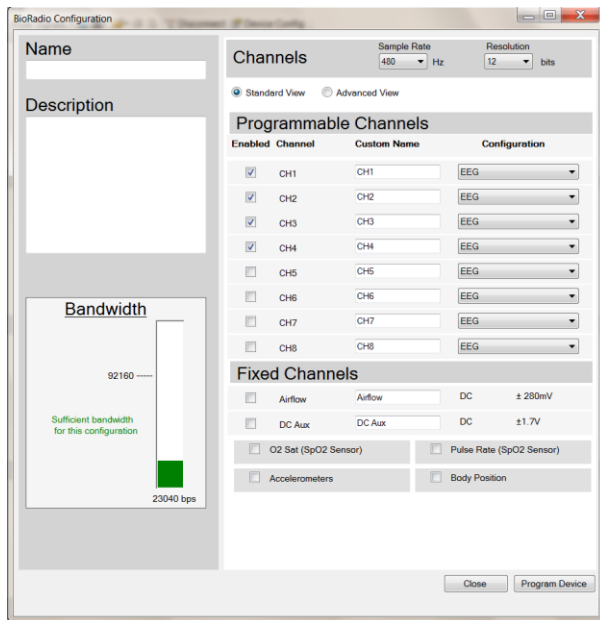 BioRadio Configuration
Name
Description
Bandwidth
92160 -----
Sufficient bandwidth
for this configuration
23040 bps
Channels
Sample Rate
480 Hz
Resolution
12 bits
Standard View Advanced View
Programmable Channels
Enabled Channel Custom Name Configuration
CH1 CH1 EEG
CH2 CH2 EEG
CH3 CH3 EEG
CH4 CH4 EEG
CH5 CH5 EEG
CH6 CH6 EEG
CH7 CH7 EEG
CH8 CH8 EEG
Fixed Channels
Airflow Airflow DC ± 280mV
DC Aux DC Aux DC ±1.7V
O2 Sat (SpO2 Sensor) Pulse Rate (SpO2 Sensor)
Accelerometers Body Position
Close Program Device